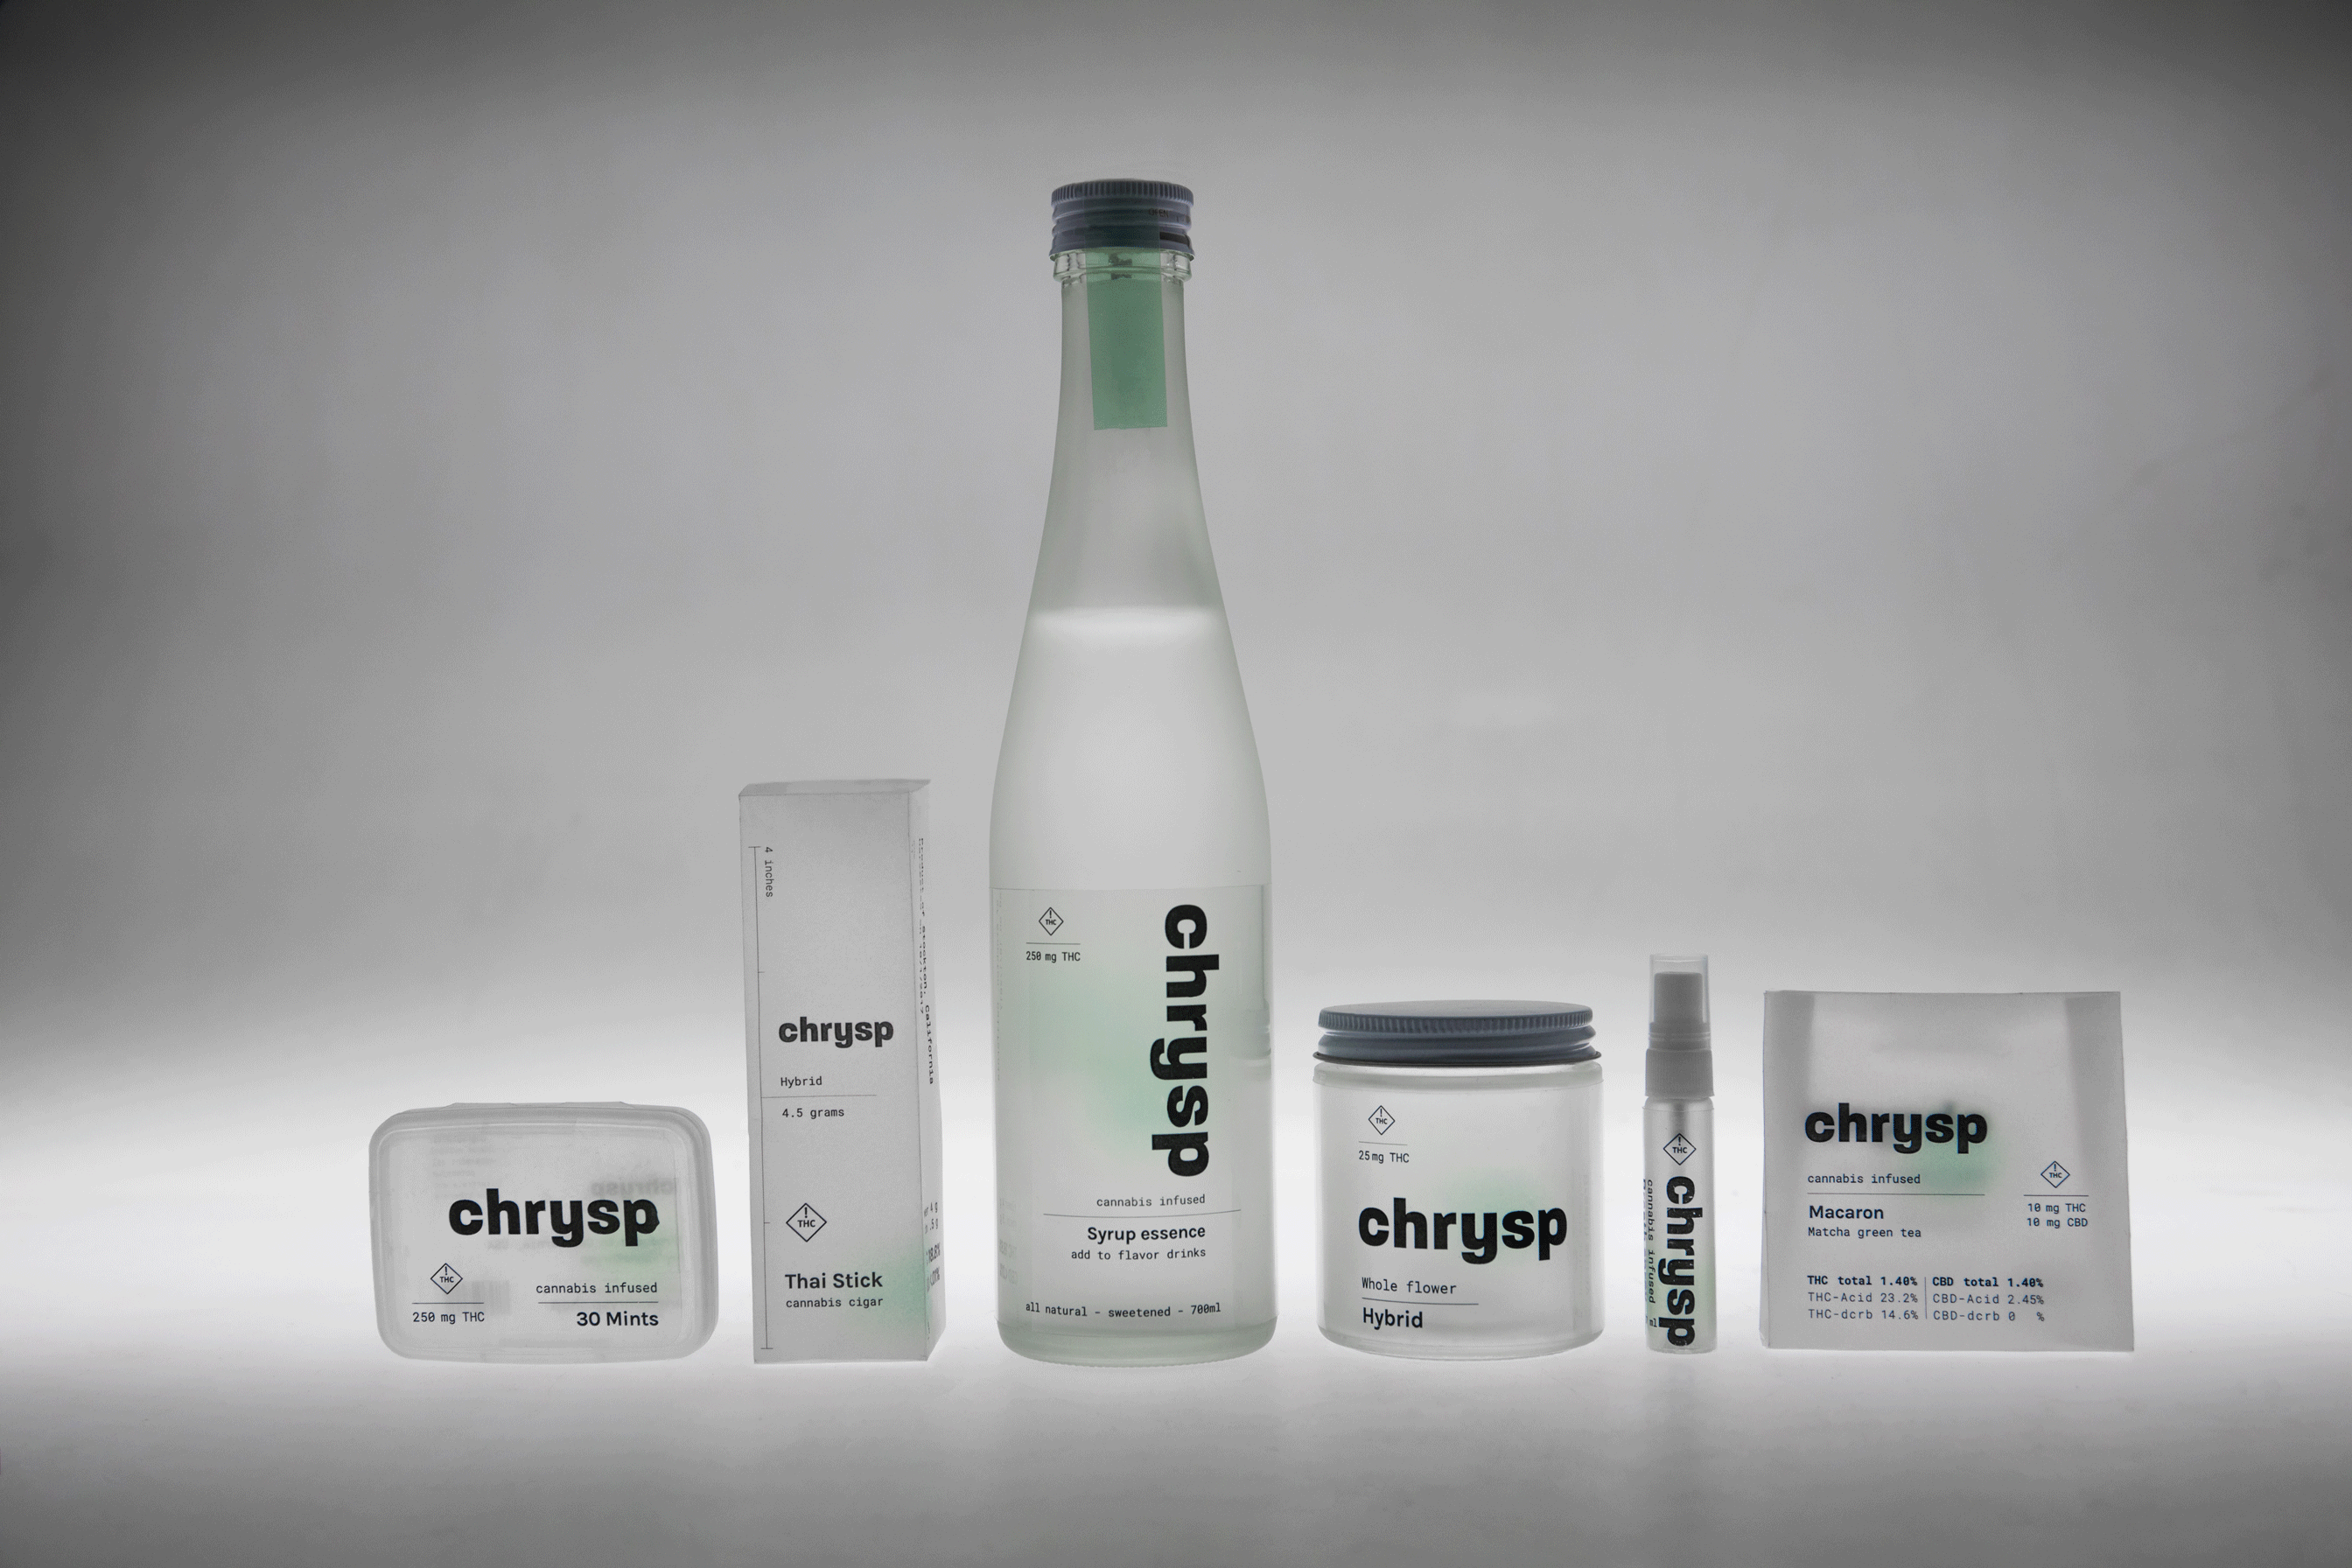 chrysp
! THC
250 mg THC
cannabis infused
30 Mints
4 inches
chrysp
Hybrid
4.5 grams
! THC
Thai Stick
cannabis cigar
Stockton, California
! THC
250 mg THC
chrysp
cannabis infused
Syrup essence
add to flavor drinks
all natural - sweetened - 700ml
! THC
25mg THC
chrysp
Whole flower
Hybrid
! THC
chrysp
cannabis infused
chrysp
cannabis infused
Macaron
Matcha green tea
! THC
10 mg THC
10 mg CBD
THC total 1.40% CBD total 1.40%
THC-Acid 23.2% CBD-Acid 2.45%
THC-dcrb 14.6% CBD-dcrb 0 %